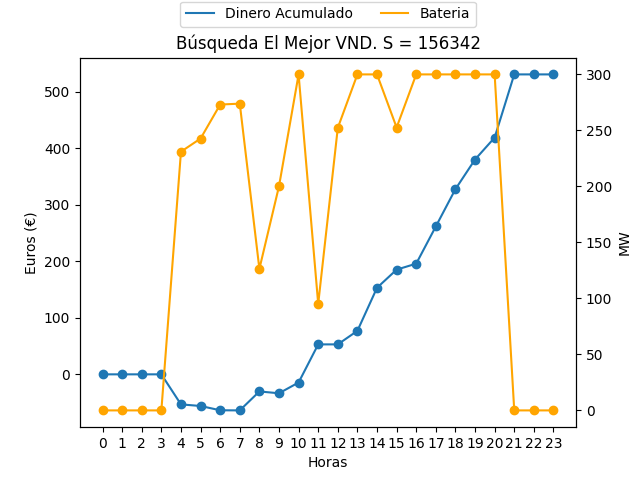 Dinero Acumulado Bateria
Búsqueda El Mejor VND. S = 156342
500
400
300
200
100
0
Euros (€)
300
250
200
150
100
50
0
MW
0 1 2 3 4 5 6 7 8 9 10 11 12 13 14 15 16 17 18 19 20 21 22 23
Horas